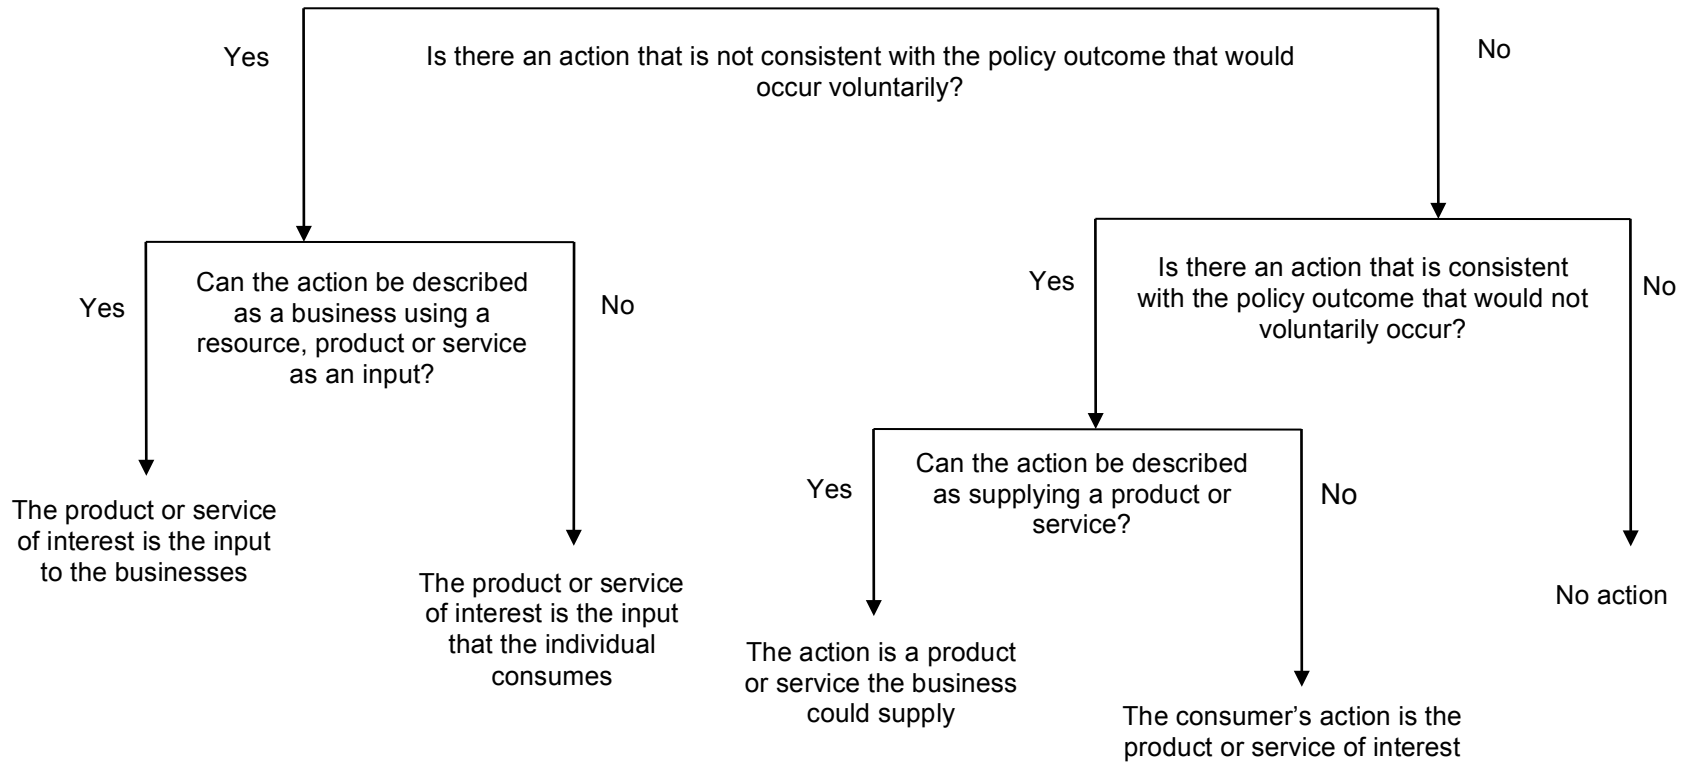 Yes
Is there an action that is not consistent with the policy outcome that would
occur voluntarily?
No
Can the action be described
as a business using a
resource, product or service
as an input?
Yes
No
The product or service
of interest is the input
to the businesses
The product or service
of interest is the input
that the individual
consumes
Is there an action that is consistent
with the policy outcome that would not
voluntarily occur?
Yes
No
Can the action be described
as supplying a product or
service?
Yes
No
The action is a product
or service the business
could supply
The consumer’s action is the
product or service of interest
No action